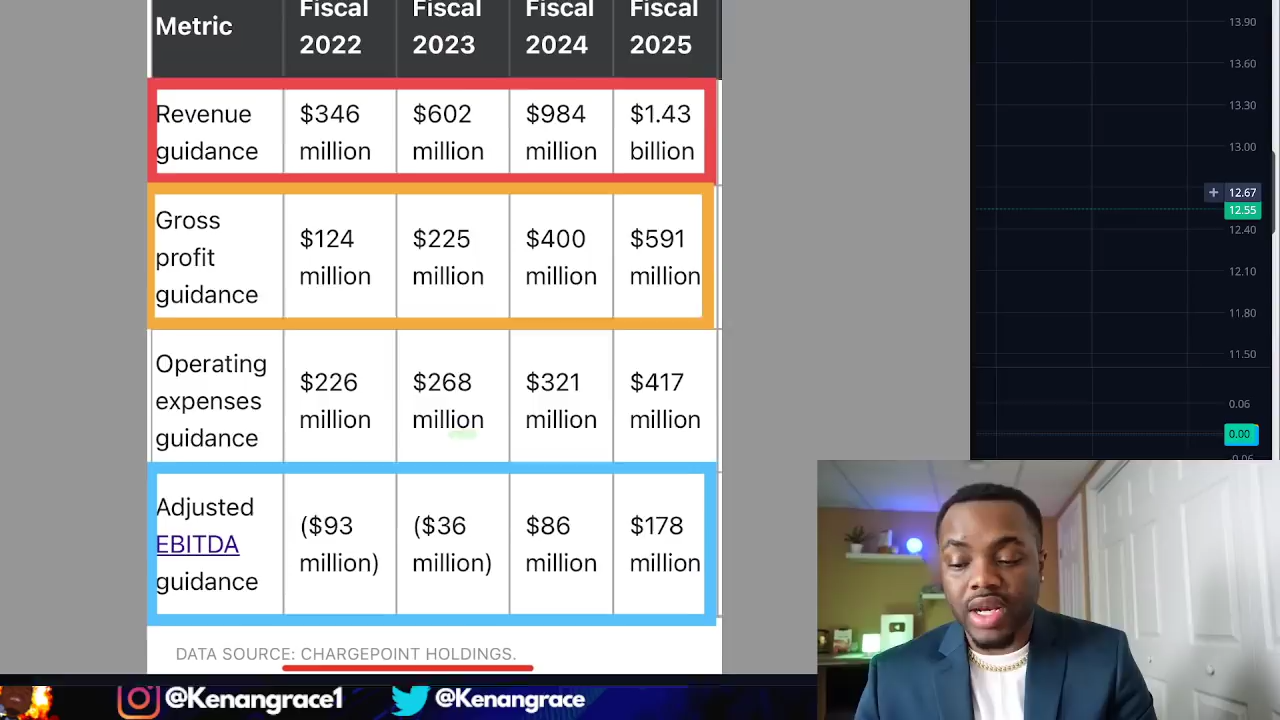 Metric
Fiscal 2022
Fiscal 2023
Fiscal 2024
Fiscal 2025
Revenue guidance
$346 million
$602 million
$984 million
$1.43 billion
Gross profit guidance
$124 million
$225 million
$400 million
$591 million
Operating expenses guidance
$226 million
$268 million
$321 million
$417 million
Adjusted EBITDA guidance
($93 million)
($36 million)
$86 million
$178 million
DATA SOURCE: CHARGEPOINT HOLDINGS.
13.90
13.60
13.30
13.00
+ 12.67
12.55
12.40
12.10
11.80
11.50
0.06
0.00
-0.06
@Kenangrace1
@Kenangrace